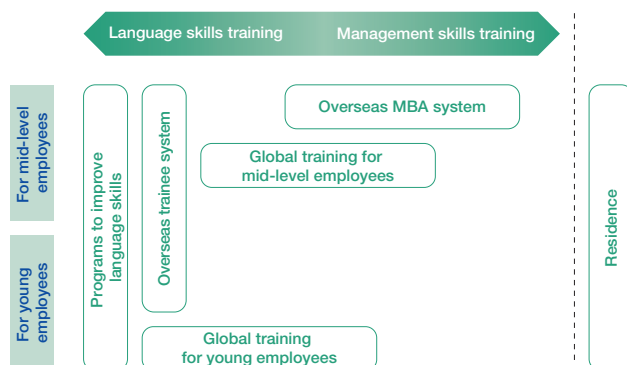 Language skills training
Management skills training
For mid-level
employees
For young
employees
Programs to improve
language skills
Overseas trainee system
Overseas MBA system
Global training for
mid-level employees
Global training
for young employees
Residence